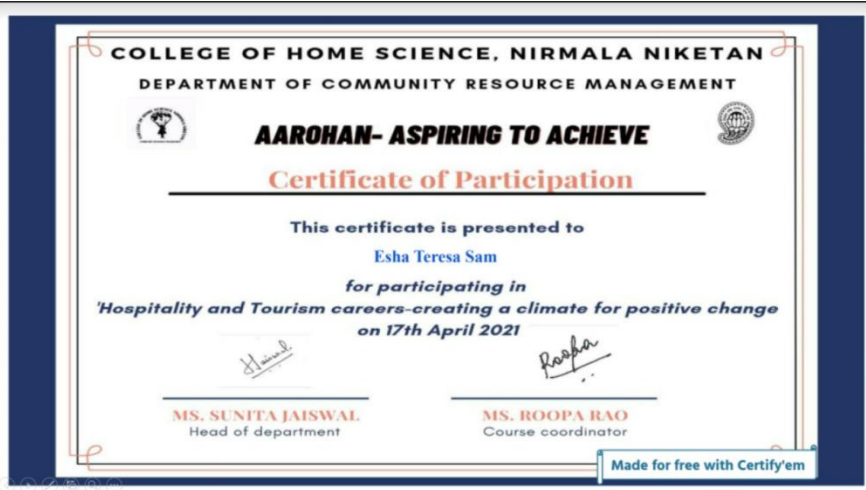 COLLEGE OF HOME SCIENCE, NIRMALA NIKETAN
DEPARTMENT OF COMMUNITY RESOURCE MANAGEMENT
AAROHAN- ASPIRING TO ACHIEVE
Certificate of Participation
This certificate is presented to
Esha Teresa Sam
for participating in
'Hospitality and Tourism careers-creating a climate for positive change
on 17th April 2021
Roopa
MS. SUNITA JAISWAL
Head of department
MS. ROOPA RAO
Course coordinator
Made for free with Certify'em